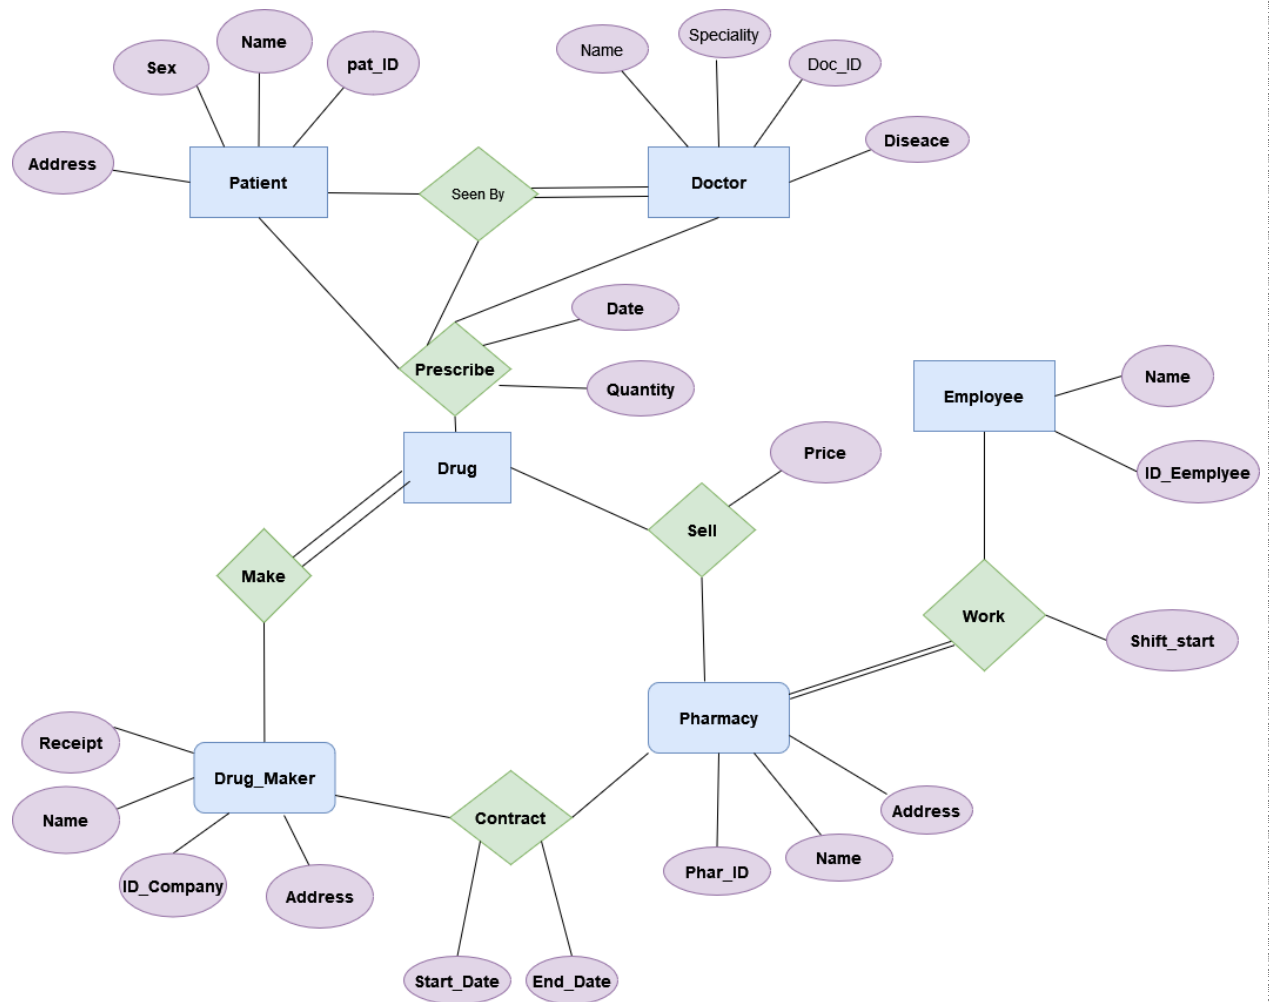 Name
Speciality
Name
Sex
pat_ID
Doc_ID
Diseace
Address
Patient
Seen By
Doctor
Date
Prescribe
Quantity
Employee
Name
Drug
Price
ID_Eemplyee
Sell
Make
Work
Shift_start
Receipt
Pharmacy
Drug_Maker
Name
Contract
Address
ID_Company
Address
Phar_ID
Name
Start_Date
End_Date